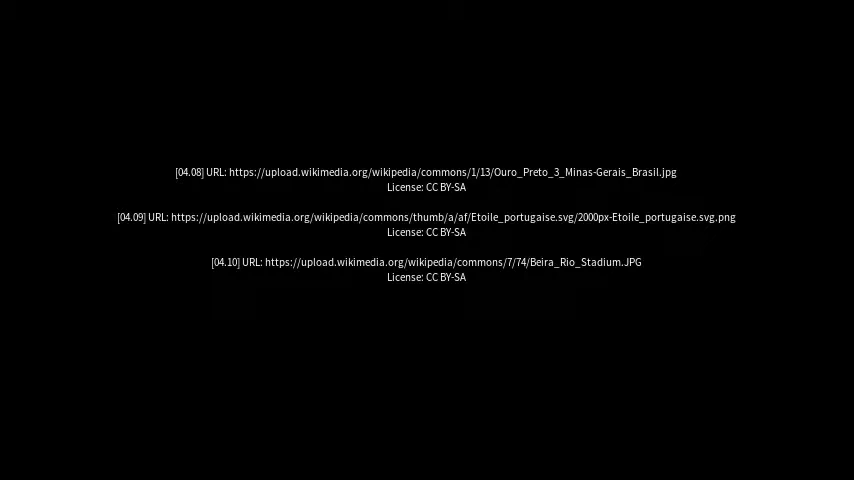 [04.08] URL: https://upload.wikimedia.org/wikipedia/commons/1/13/Ouro_Preto_3_Minas-Gerais_Brasil.jpg
License: CC BY-SA
[04.09] URL: https://upload.wikimedia.org/wikipedia/commons/thumb/a/af/Etoile_portugaise.svg/2000px-Etoile_portugaise.svg.png
License: CC BY-SA
[04.10] URL: https://upload.wikimedia.org/wikipedia/commons/7/74/Beira_Rio_Stadium.JPG
License: CC BY-SA